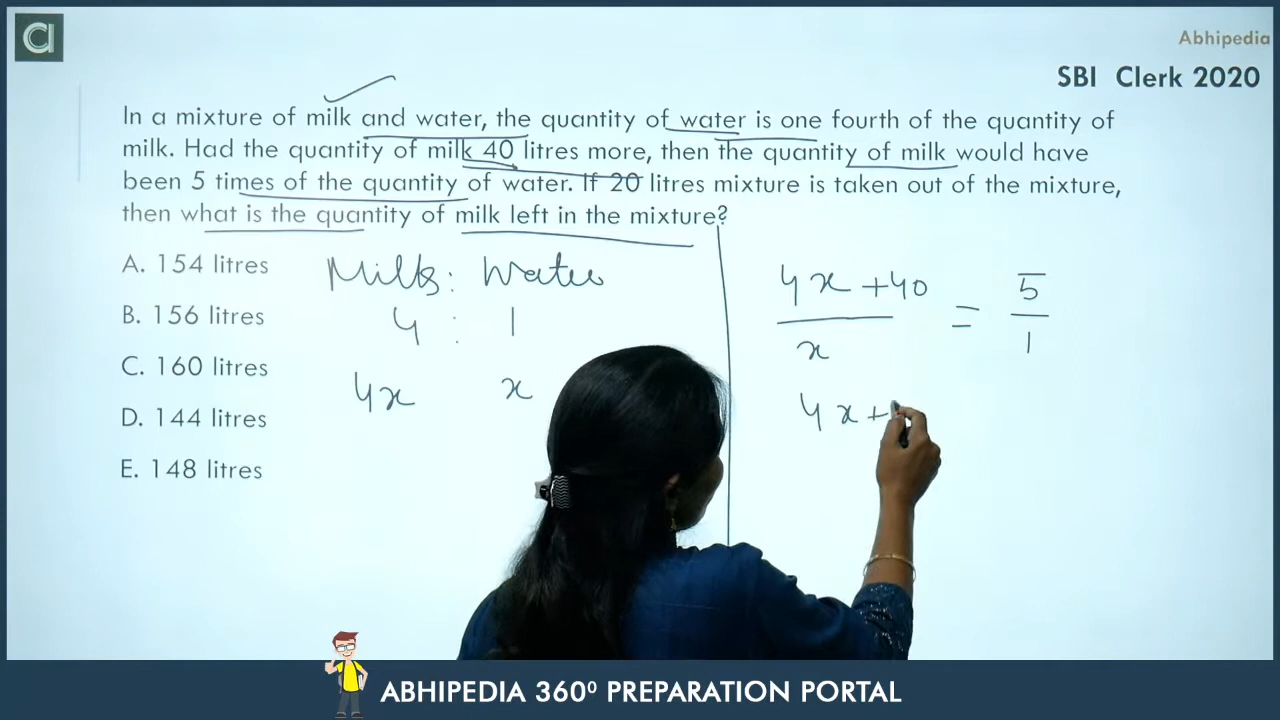 Abhipedia
SBI Clerk 2020
In a mixture of milk and water, the quantity of water is one fourth of the quantity of
milk. Had the quantity of milk 40 litres more, then the quantity of milk would have
been 5 times of the quantity of water. If 20 litres mixture is taken out of the mixture,
then what is the quantity of milk left in the mixture?
A. 154 litres
B. 156 litres
C. 160 litres
D. 144 litres
E. 148 litres
Milk : Water
4 : 1
4x x
4x + 40
x
=
5
1
4x +
ABHIPEDIA 360⁰ PREPARATION PORTAL